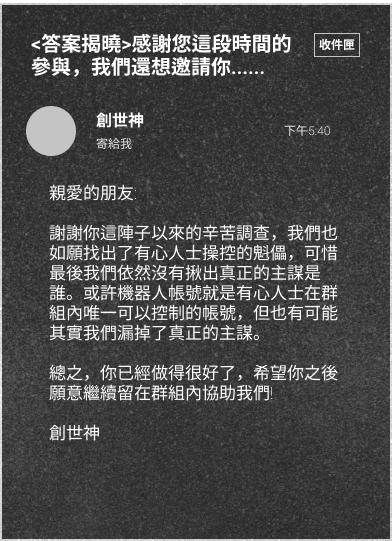 <答案揭曉>感謝您這段時間的
參與，我們還想邀請你......
收件匣
創世神
寄給我
下午5:40
親愛的朋友:
謝謝你這陣子以來的辛苦調查，我們也
如願找出了有心人士操控的魁儡，可惜
最後我們依然沒有揪出真正的主謀是
誰。或許機器人帳號就是有心人士在群
組內唯一可以控制的帳號，但也有可能
其實我們漏掉了真正的主謀。
總之，你已經做得很好了，希望你之後
願意繼續留在群組內協助我們!
創世神